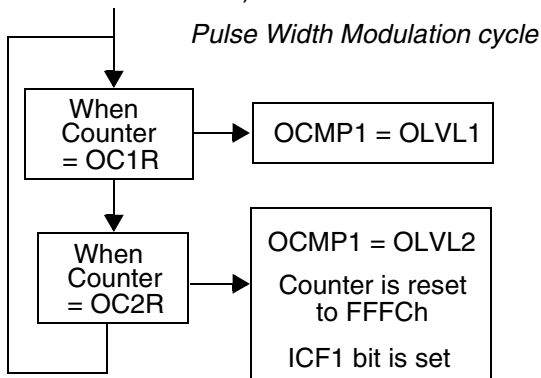 Pulse Width Modulation cycle
When
Counter
= OC1R
OCMP1 = OLVL1
When
Counter
= OC2R
OCMP1 = OLVL2
Counter is reset
to FFFCh
ICF1 bit is set